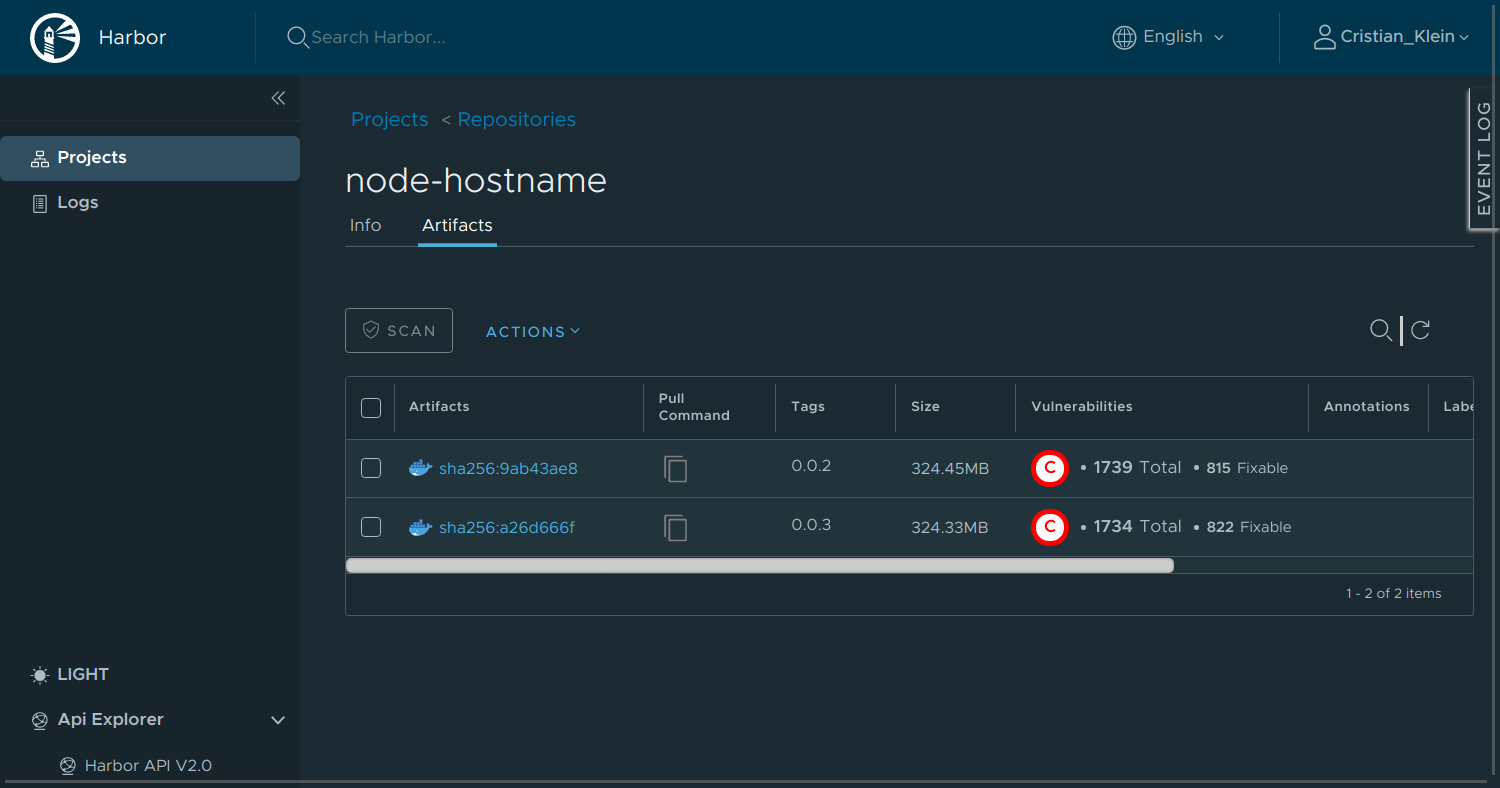 Harbor
Search Harbor...
English
Cristian_Klein
EVENT LOG
Projects
Logs
Projects < Repositories
node-hostname
Info Artifacts
SCAN ACTIONS
Artifacts Pull Command Tags Size Vulnerabilities Annotations Labe
sha256:9ab43ae8 0.0.2 324.45MB C • 1739 Total • 815 Fixable
sha256:a26d666f 0.0.3 324.33MB C • 1734 Total • 822 Fixable
1 - 2 of 2 items
LIGHT
Api Explorer
Harbor API V2.0